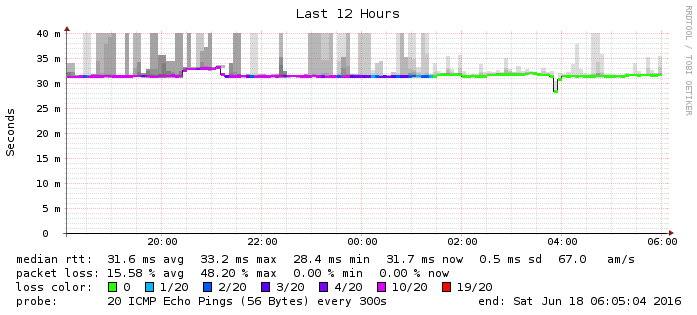 Last 12 Hours
RRDTOOL / TOBI OETIKER
Seconds
40 m
35 m
30 m
25 m
20 m
15 m
10 m
5 m
0
20:00 22:00 00:00 02:00 04:00 06:00
median rtt: 31.6 ms avg 33.2 ms max 28.4 ms min 31.7 ms now 0.5 ms sd 67.0 am/s
packet loss: 15.58 % avg 48.20 % max 0.00 % min 0.00 % now
loss color: 0 1/20 2/20 3/20 4/20 10/20 19/20
probe: 20 ICMP Echo Pings (56 Bytes) every 300s end: Sat Jun 18 06:05:04 2016